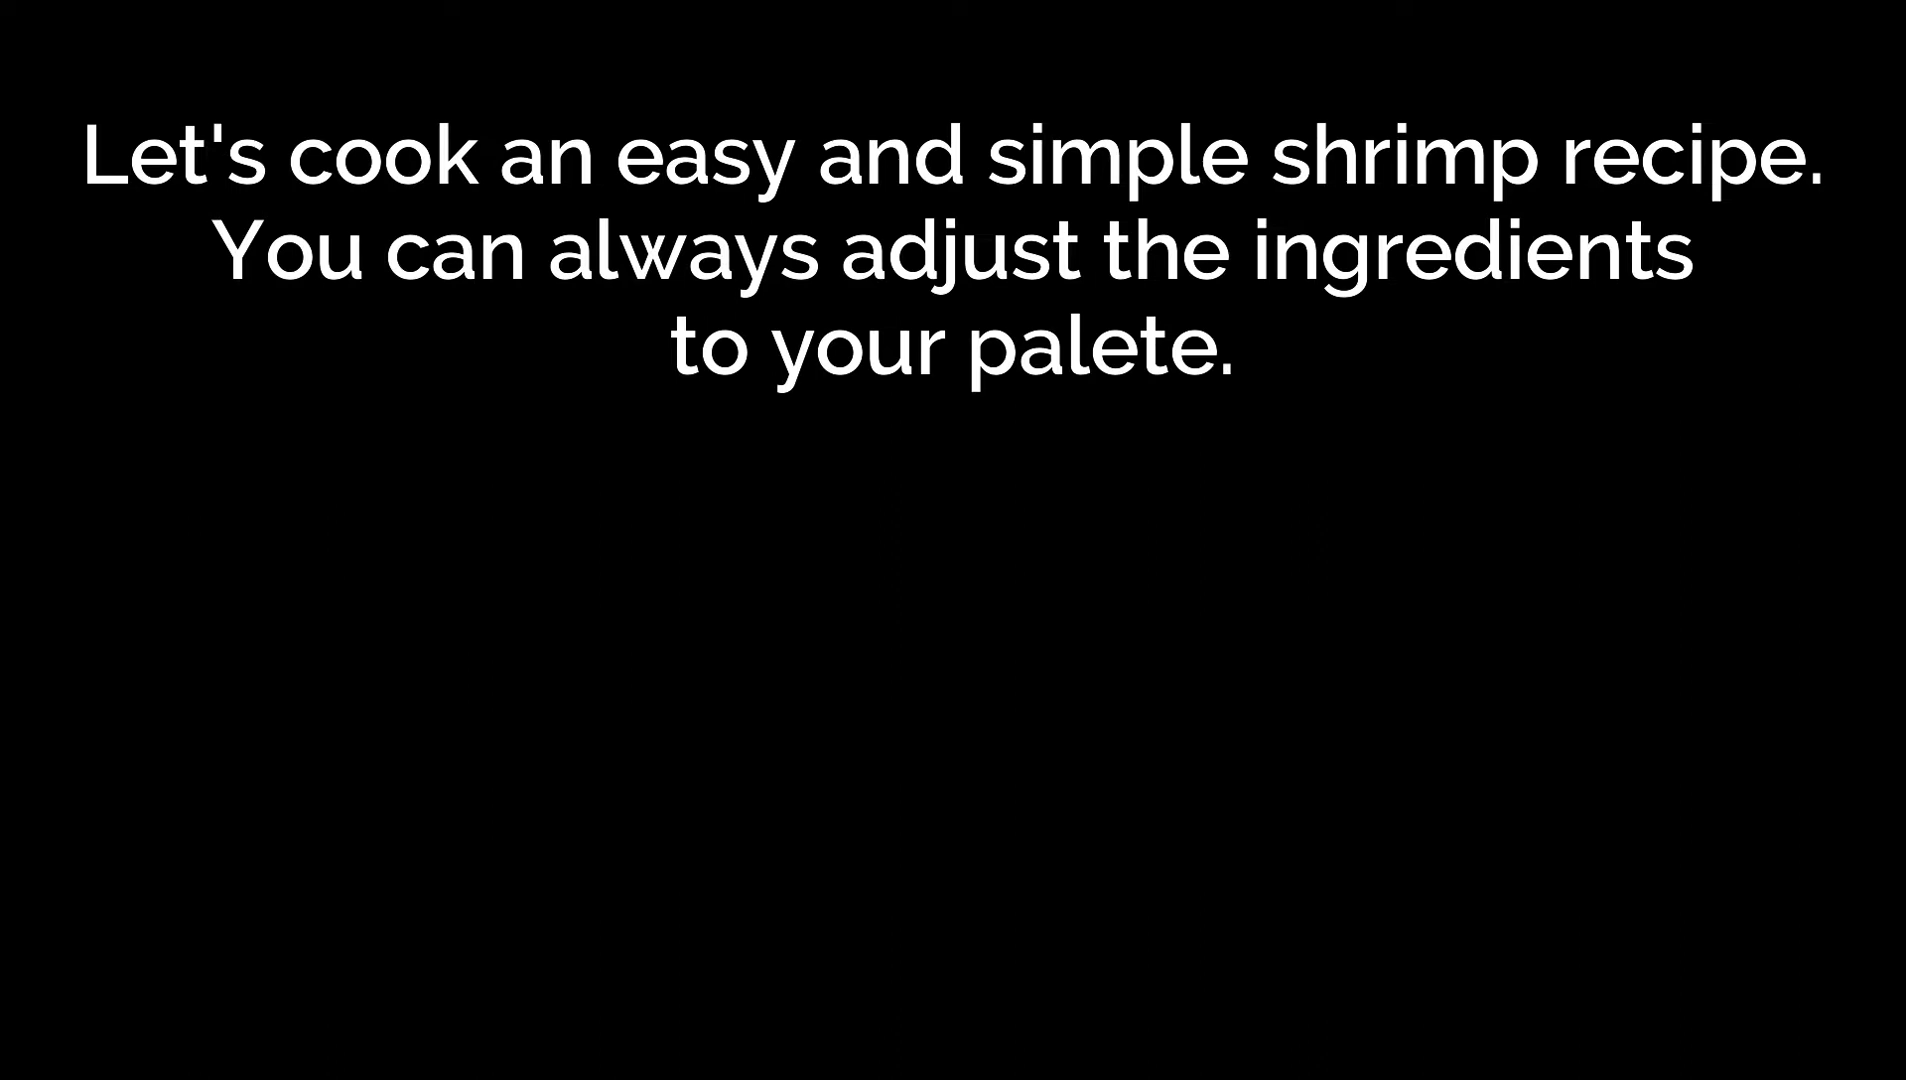 Let's cook an easy and simple shrimp recipe.
You can always adjust the ingredients
to your palete.